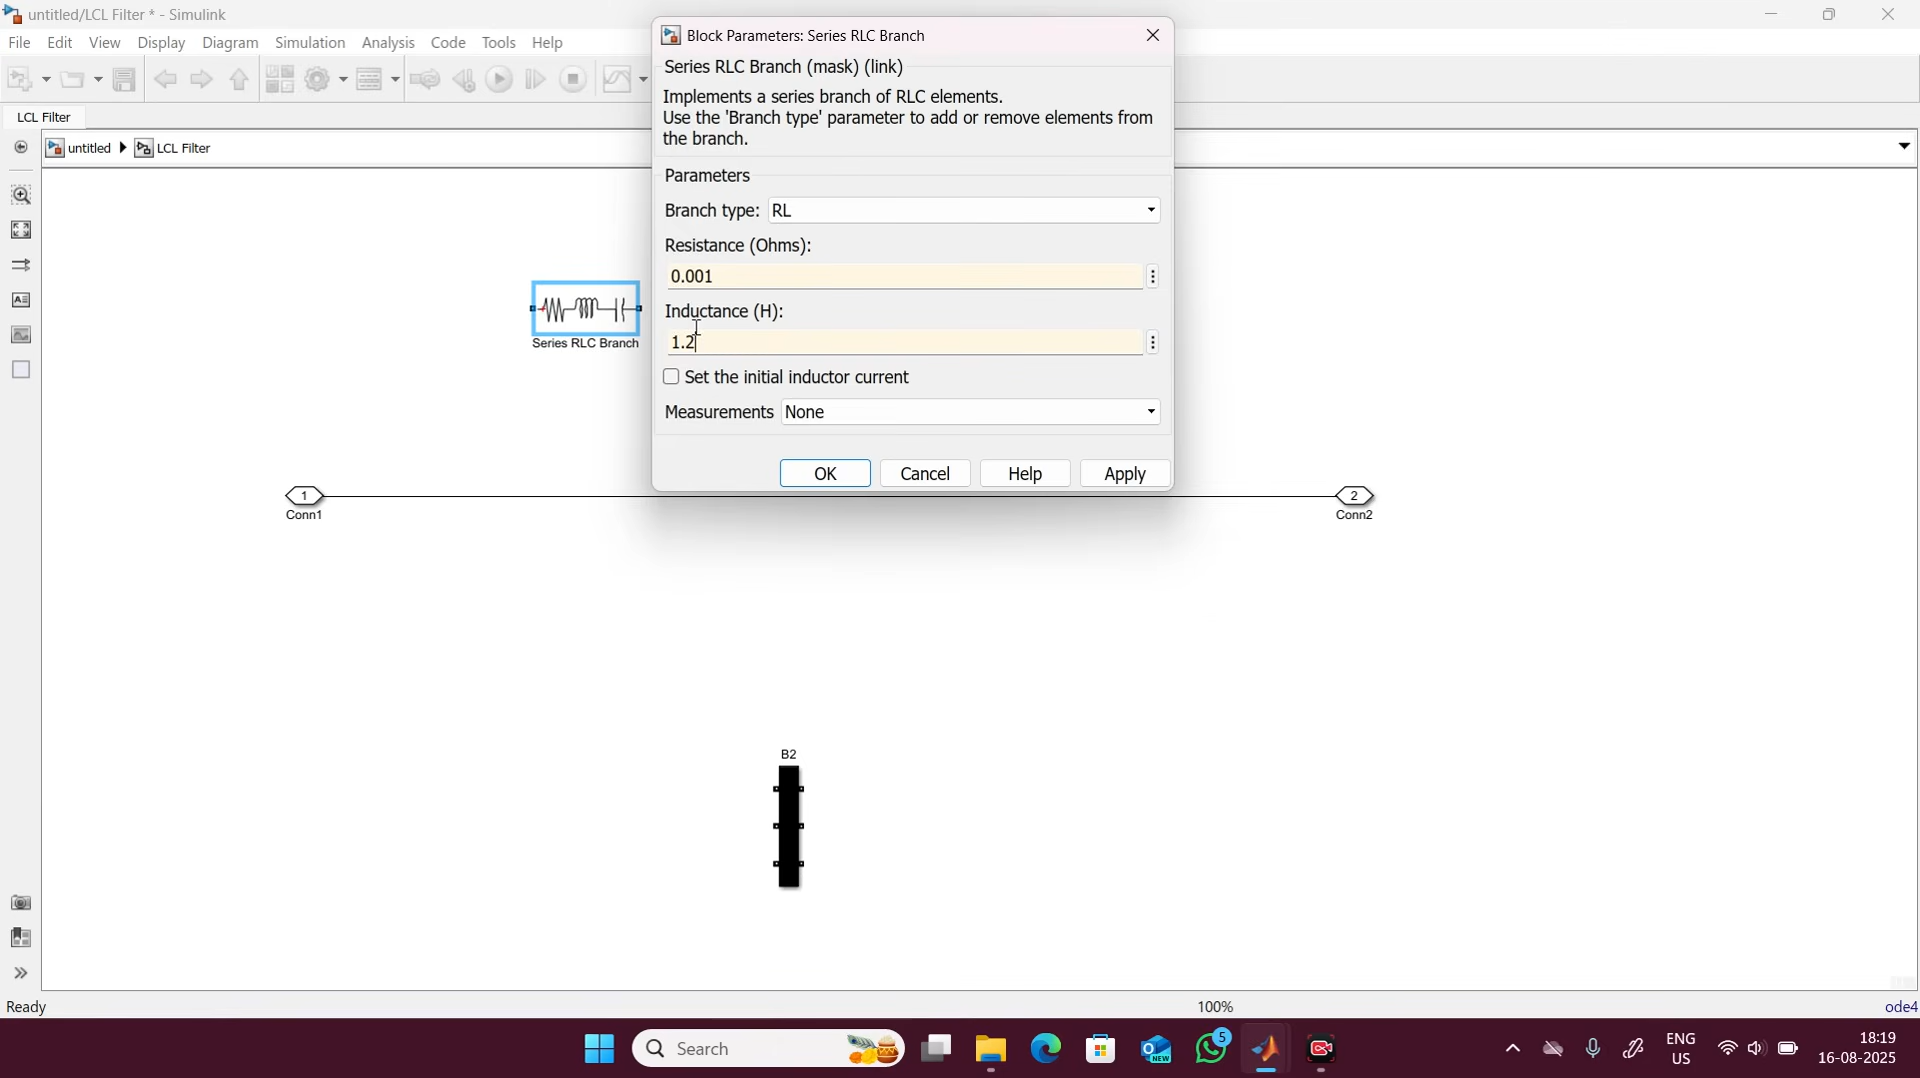 untitled/LCL Filter * - Simulink
File Edit View Display Diagram Simulation Analysis Code Tools Help
LCL Filter
untitled LCL Filter
Block Parameters: Series RLC Branch
Series RLC Branch (mask) (link)
Implements a series branch of RLC elements.
Use the 'Branch type' parameter to add or remove elements from
the branch.
Parameters
Branch type: RL
Resistance (Ohms):
0.001
Inductance (H):
1.2
Set the initial inductor current
Measurements None
OK Cancel Help Apply
Series RLC Branch
1
Conn1
2
Conn2
B2
Ready 100% ode4
Search
NEW
5
ENG
US
18:19
16-08-2025